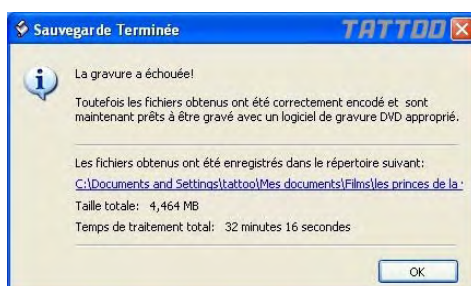 Sauvegarde Terminée
TATTOO
La gravure a échouée!
Toutefois les fichiers obtenus ont été correctement encodé et sont
maintenant prêts à être gravé avec un logiciel de gravure DVD approprié.
Les fichiers obtenus ont été enregistrés dans le répertoire suivant:
C:\Documents and Settings\tattoo\Mes documents\Films\les princes de la
Taille totale: 4,464 MB
Temps de traitement total: 32 minutes 16 secondes
OK